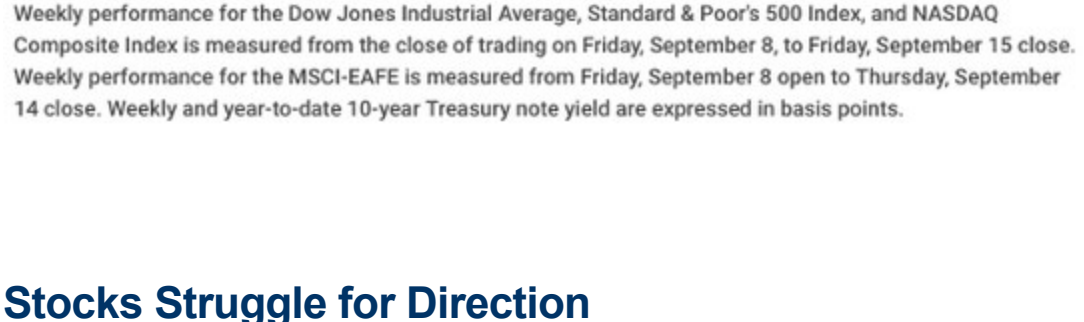 Weekly performance for the Dow Jones Industrial Average, Standard & Poor's 500 Index, and NASDAQ
Composite Index is measured from the close of trading on Friday, September 8, to Friday, September 15 close.
Weekly performance for the MSCI-EAFE is measured from Friday, September 8 open to Thursday, September
14 close. Weekly and year-to-date 10-year Treasury note yield are expressed in basis points.
Stocks Struggle for Direction